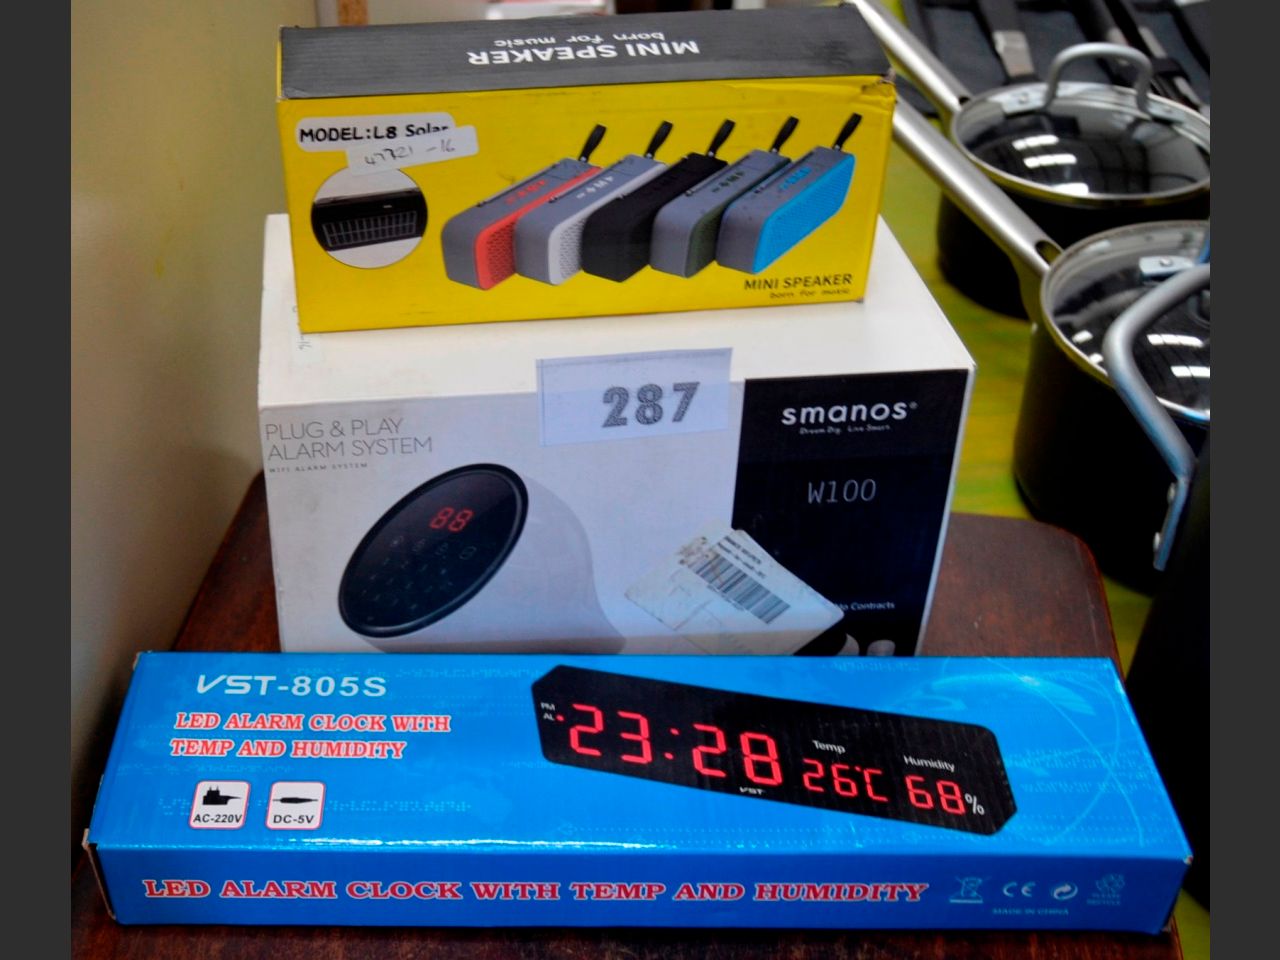 MINI SPEAKER
born for music
MODEL:L8 Solar
47721-16
MINI SPEAKER
born for music
287
PLUG & PLAY
ALARM SYSTEM
WIFI ALARM SYSTEM
smanos®
Dream Big. Live Smart.
W100
88
No Contracts
VST-805S
LED ALARM CLOCK WITH
TEMP AND HUMIDITY
AC-220V
DC-5V
PM
AL
23:28
Temp
26°C
Humidity
68%
VST
LED ALARM CLOCK WITH TEMP AND HUMIDITY
CE
MADE IN CHINA